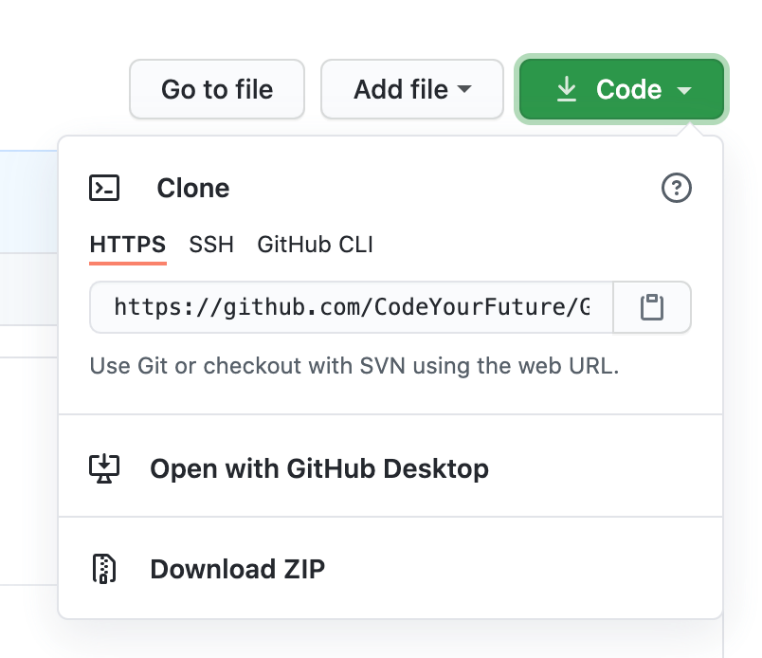 Go to file Add file Code
Clone
HTTPS SSH GitHub CLI
https://github.com/CodeYourFuture/G
Use Git or checkout with SVN using the web URL.
Open with GitHub Desktop
Download ZIP